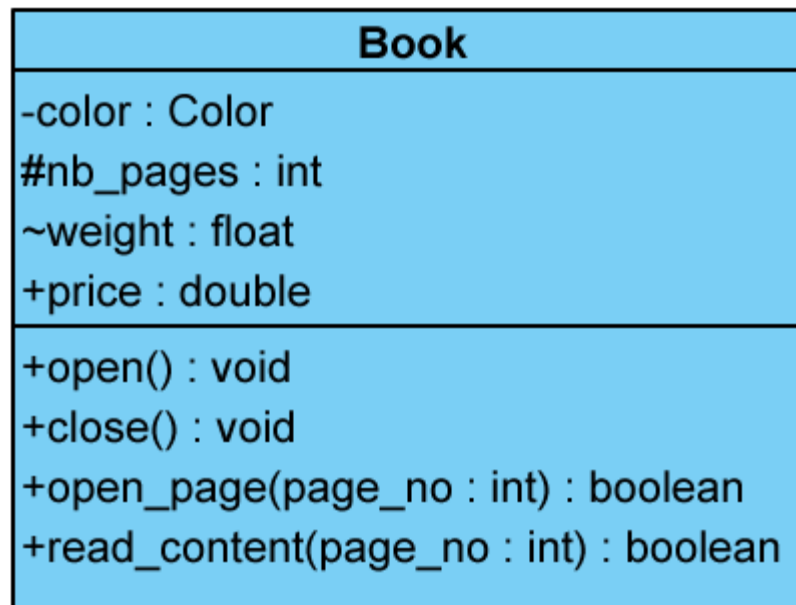 Book
-color : Color
#nb_pages : int
~weight : float
+price : double
+open() : void
+close() : void
+open_page(page_no : int) : boolean
+read_content(page_no : int) : boolean